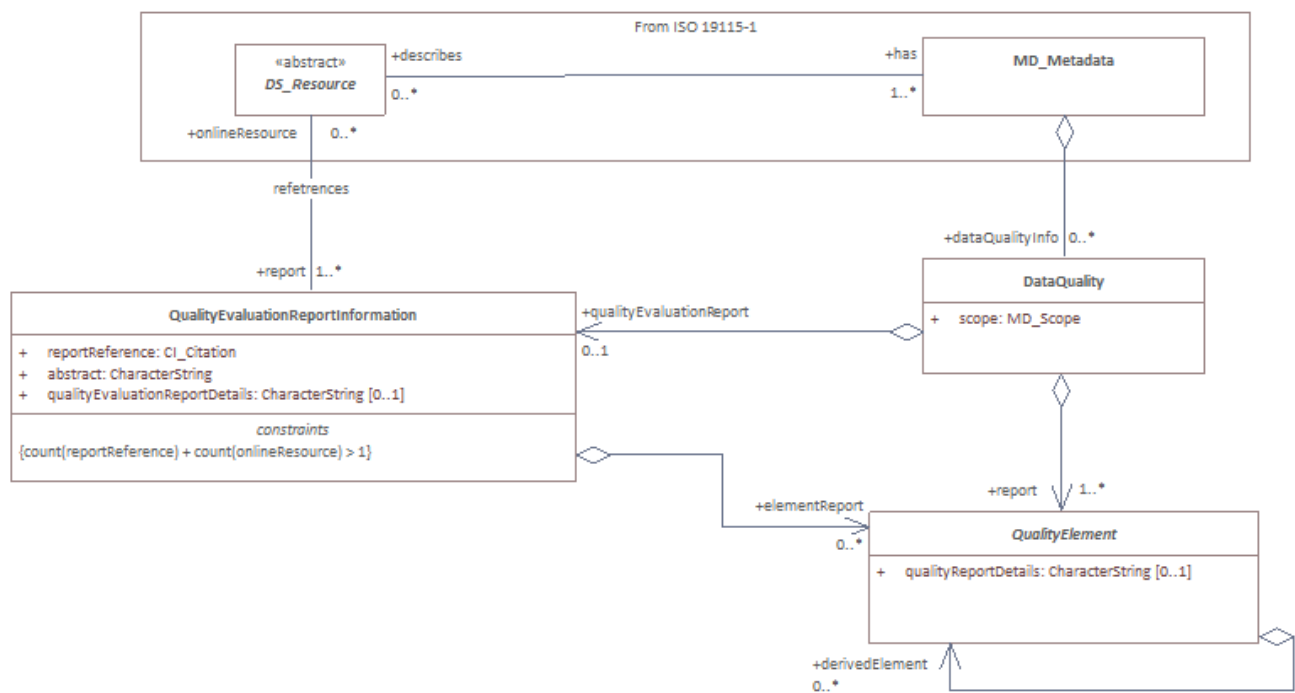 From ISO 19115-1
«abstract»
DS_Resource
+describes
0..*
+has
1..*
MD_Metadata
+onlineResource
0..*
refetrences
+report
1..*
+dataQualityInfo
0..*
QualityEvaluationReportInformation
+ reportReference: CI_Citation
+ abstract: CharacterString
+ qualityEvaluationReportDetails: CharacterString [0..1]
constraints
{count(reportReference) + count(onlineResource) > 1}
+qualityEvaluationReport
0..1
DataQuality
+ scope: MD_Scope
+elementReport
0..*
+report
1..*
QualityElement
+ qualityReportDetails: CharacterString [0..1]
+derivedElement
0..*